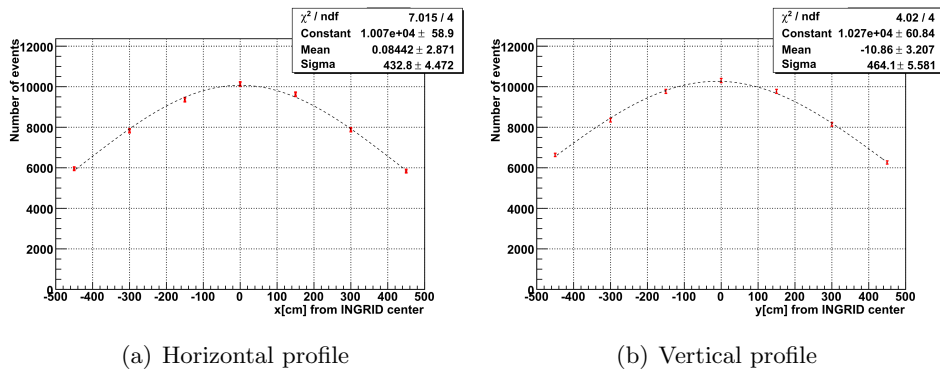 χ² / ndf 7.015 / 4
Constant 1.007e+04 ± 58.9
Mean 0.08442 ± 2.871
Sigma 432.8 ± 4.472
Number of events
12000
10000
8000
6000
4000
2000
0
-500 -400 -300 -200 -100 0 100 200 300 400 500
x[cm] from INGRID center
(a) Horizontal profile
χ² / ndf 4.02 / 4
Constant 1.027e+04 ± 60.84
Mean -10.86 ± 3.207
Sigma 464.1 ± 5.581
Number of events
12000
10000
8000
6000
4000
2000
0
-500 -400 -300 -200 -100 0 100 200 300 400 500
y[cm] from INGRID center
(b) Vertical profile